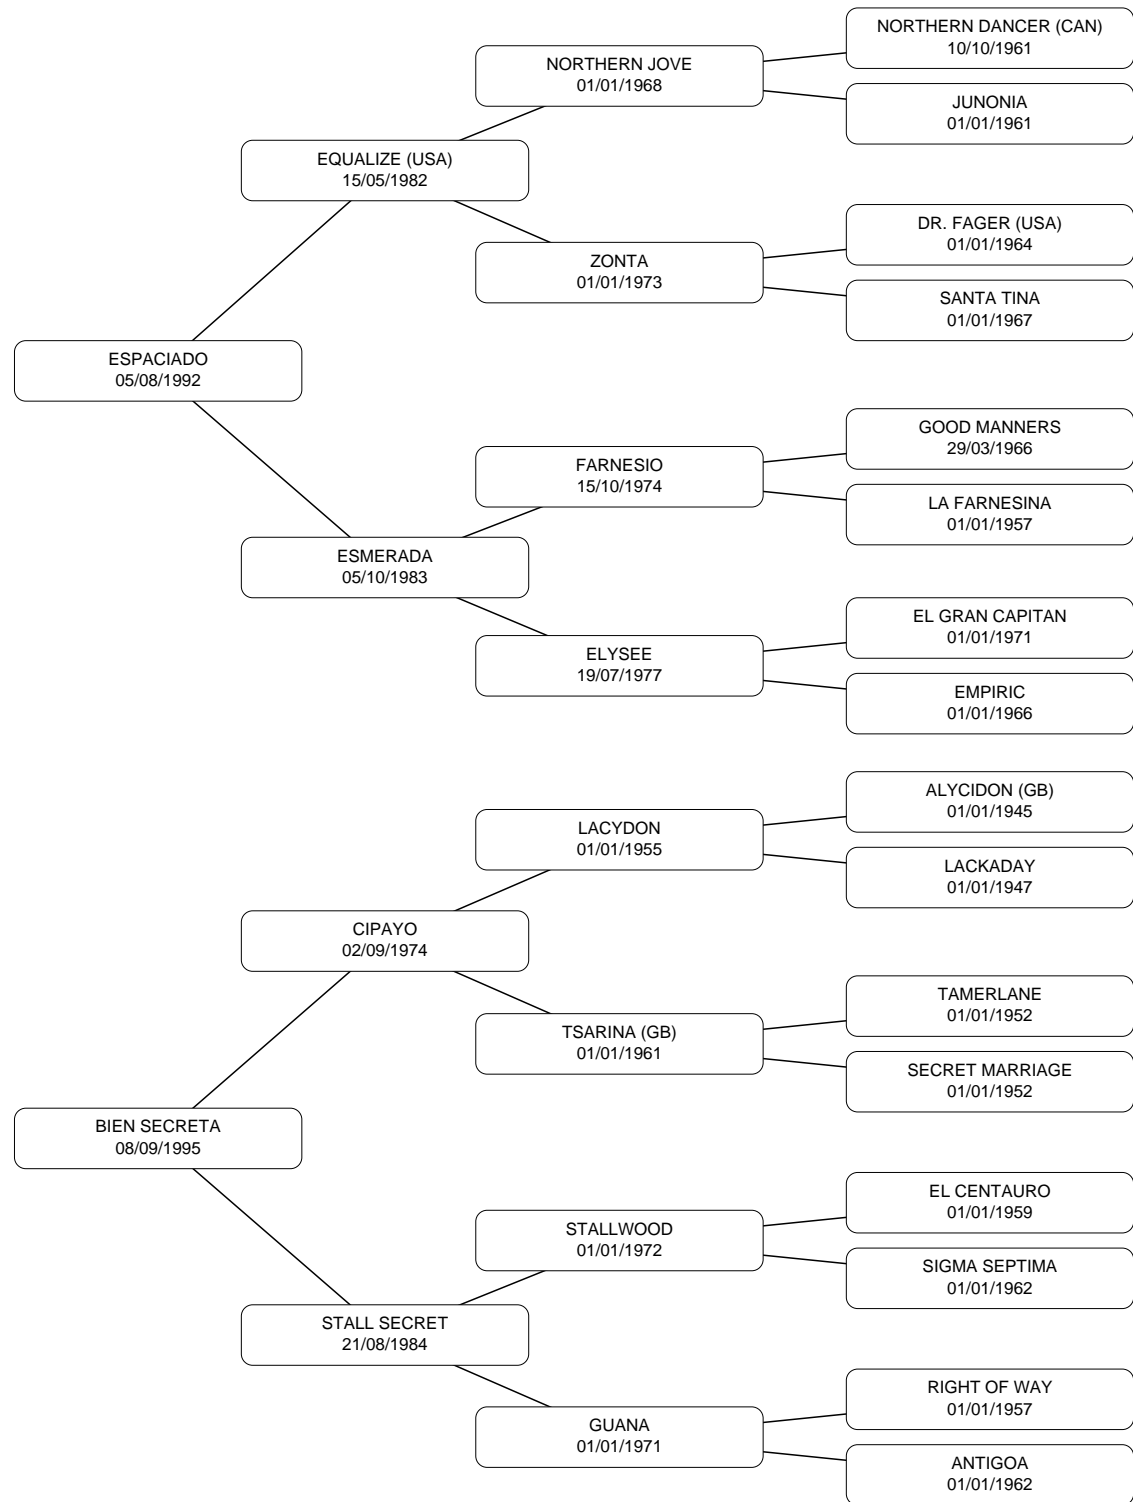 NORTHERN DANCER (CAN)
10/10/1961
NORTHERN JOVE
01/01/1968
JUNONIA
01/01/1961
EQUALIZE (USA)
15/05/1982
DR. FAGER (USA)
01/01/1964
ZONTA
01/01/1973
SANTA TINA
01/01/1967
ESPACIADO
05/08/1992
GOOD MANNERS
29/03/1966
FARNESIO
15/10/1974
LA FARNESINA
01/01/1957
ESMERADA
05/10/1983
EL GRAN CAPITAN
01/01/1971
ELYSEE
19/07/1977
EMPIRIC
01/01/1966
ALYCIDON (GB)
01/01/1945
LACYDON
01/01/1955
LACKADAY
01/01/1947
CIPAYO
02/09/1974
TAMERLANE
01/01/1952
TSARINA (GB)
01/01/1961
SECRET MARRIAGE
01/01/1952
BIEN SECRETA
08/09/1995
EL CENTAURO
01/01/1959
STALLWOOD
01/01/1972
SIGMA SEPTIMA
01/01/1962
STALL SECRET
21/08/1984
RIGHT OF WAY
01/01/1957
GUANA
01/01/1971
ANTIGOA
01/01/1962